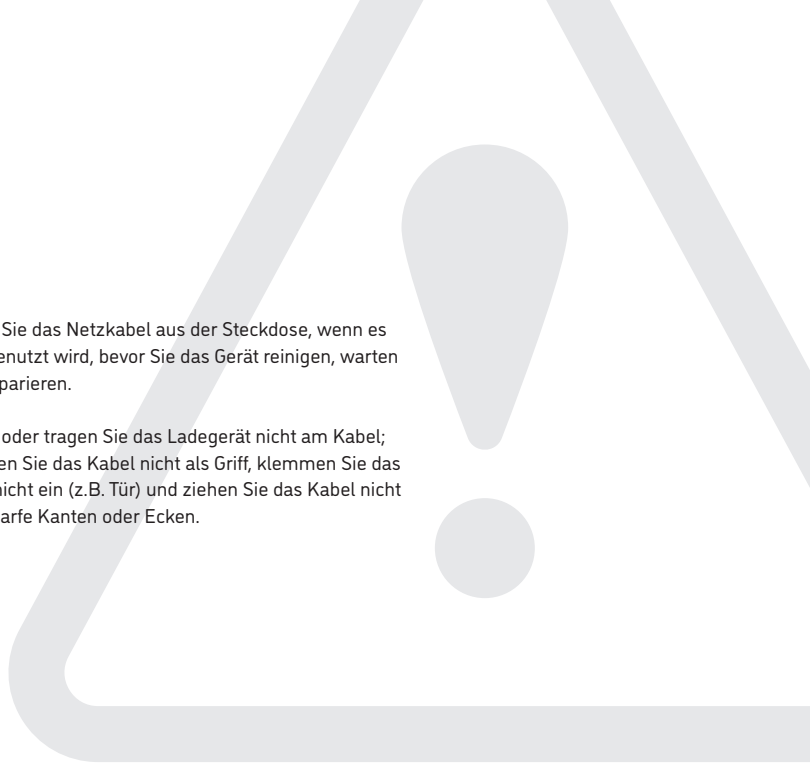 Sie das Netzkabel aus der Steckdose, wenn es
enutzt wird, bevor Sie das Gerät reinigen, warten
parieren.
oder tragen Sie das Ladegerät nicht am Kabel;
en Sie das Kabel nicht als Griff, klemmen Sie das
nicht ein (z.B. Tür) und ziehen Sie das Kabel nicht
arfe Kanten oder Ecken.